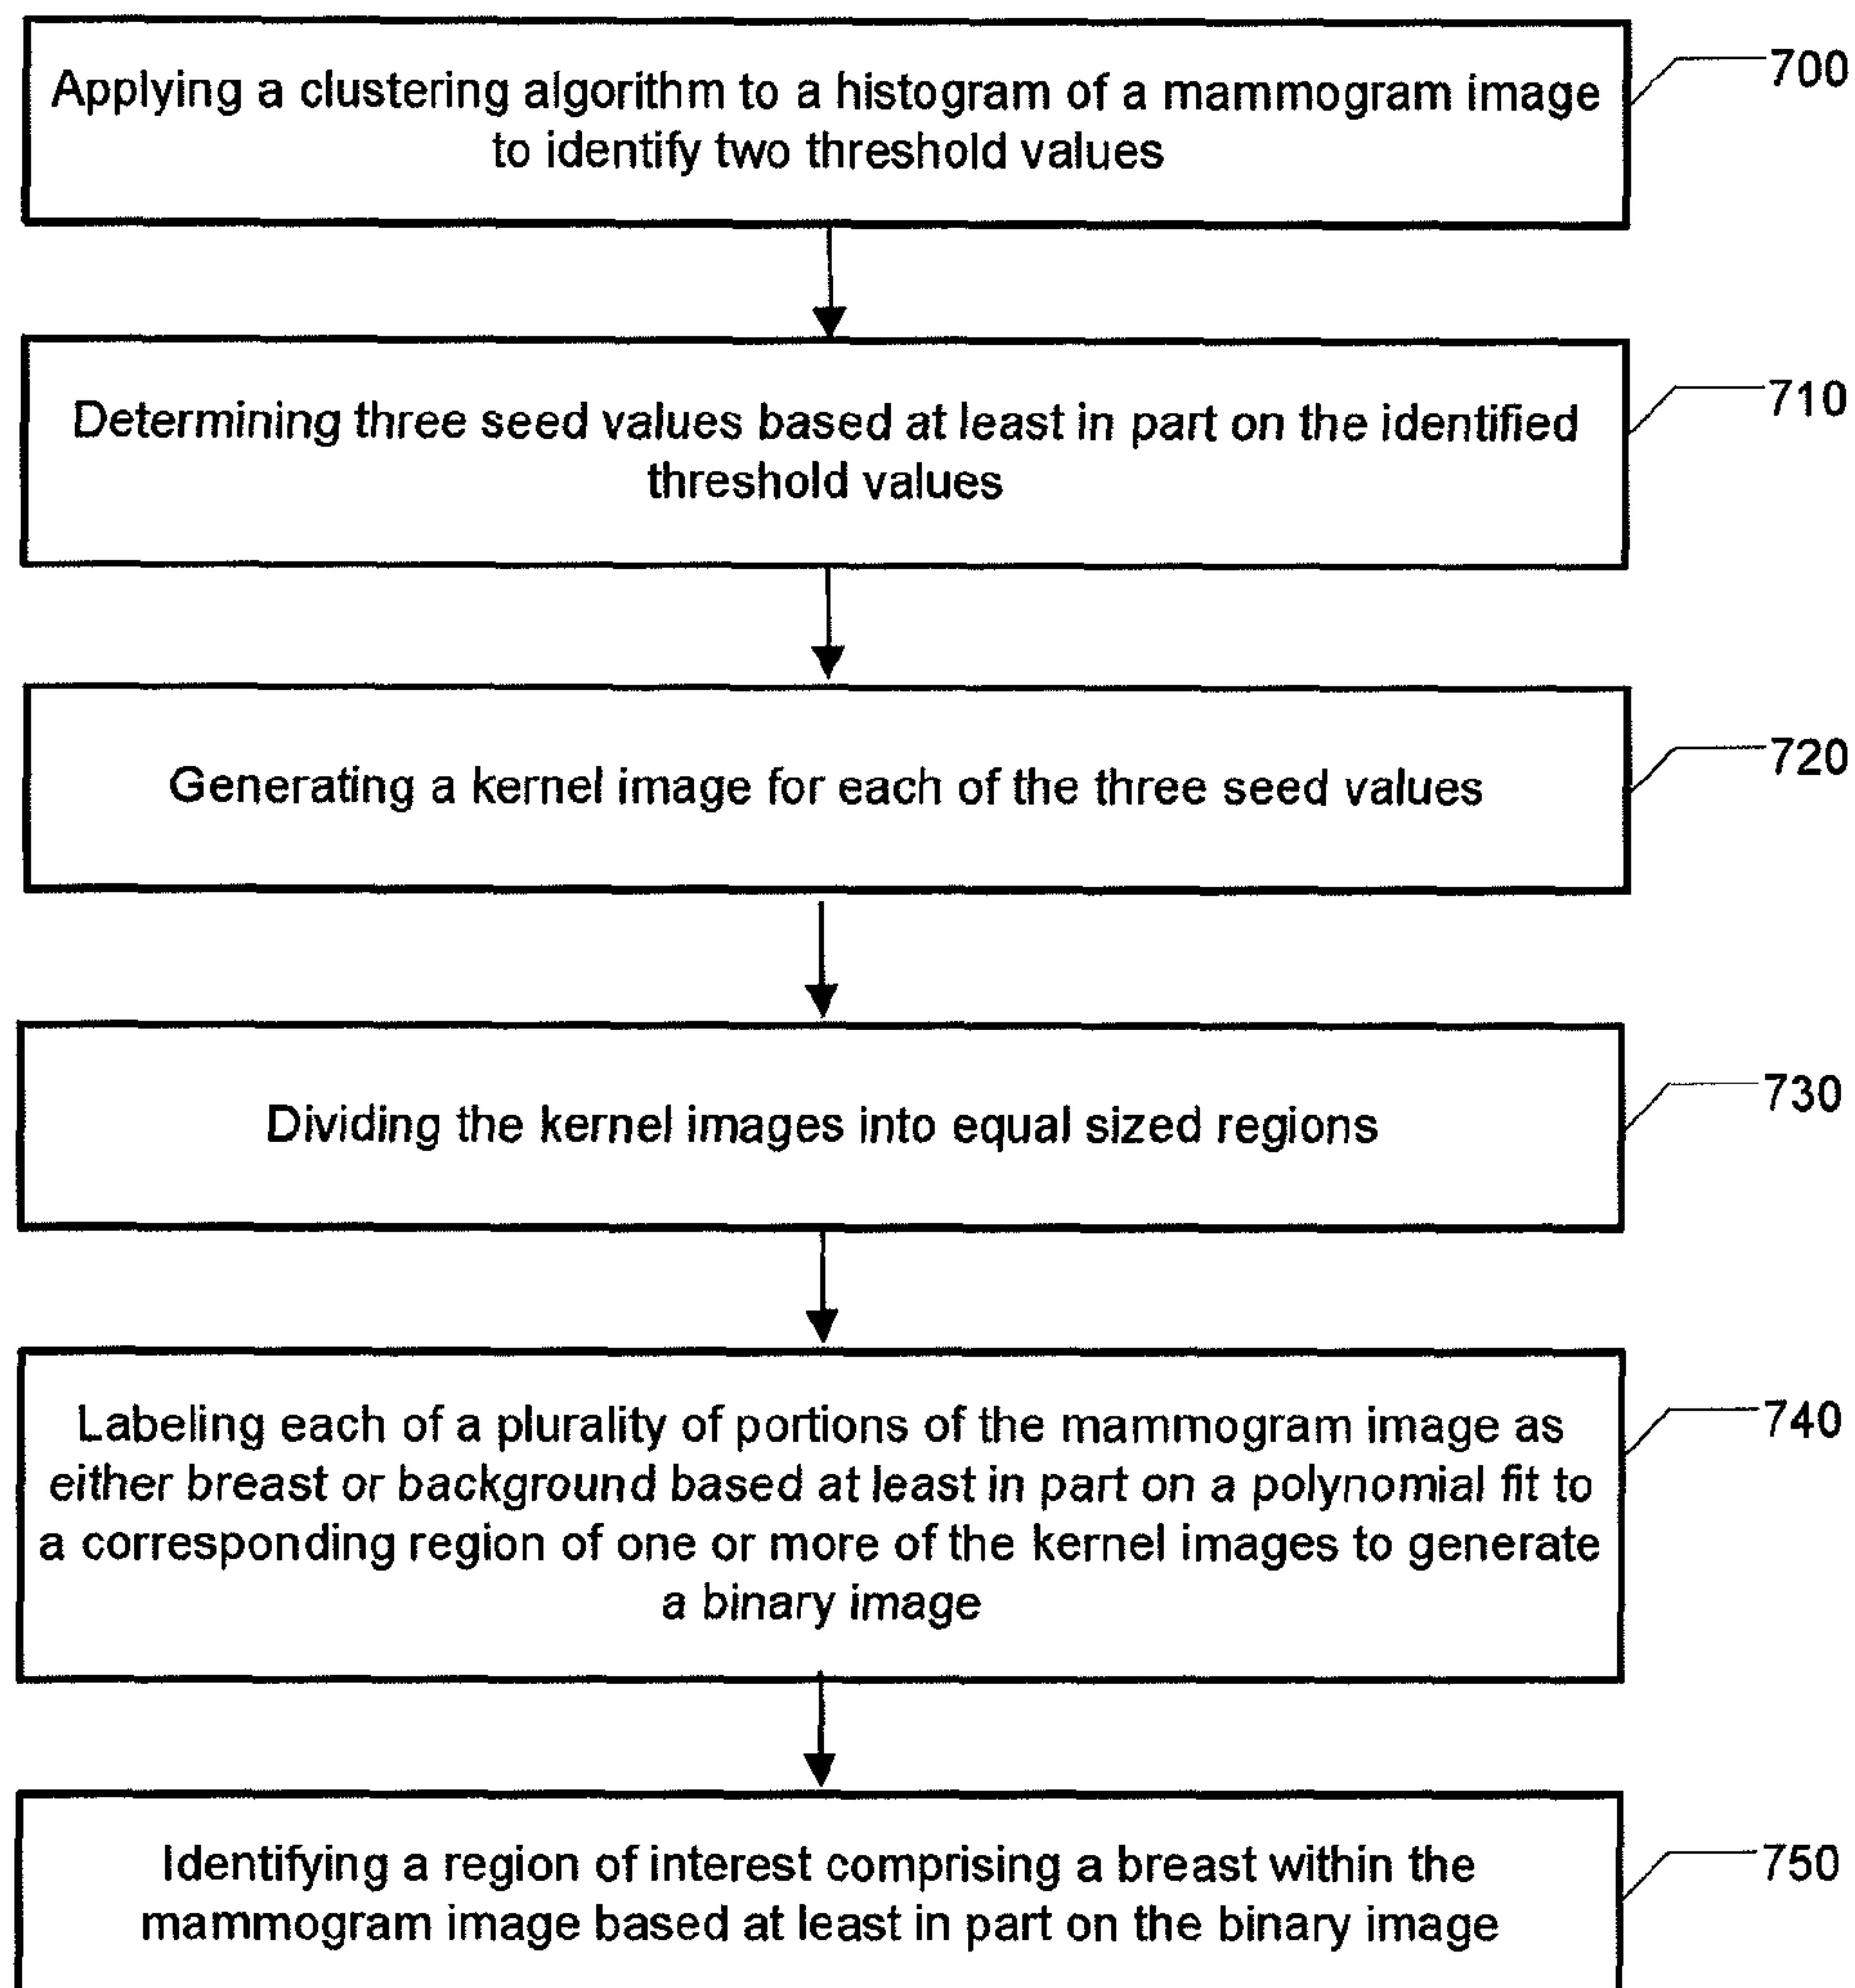 Applying a clustering algorithm to a histogram of a mammogram image
to identify two threshold values
700
Determining three seed values based at least in part on the identified
threshold values
710
Generating a kernel image for each of the three seed values
720
Dividing the kernel images into equal sized regions
730
Labeling each of a plurality of portions of the mammogram image as
either breast or background based at least in part on a polynomial fit to
a corresponding region of one or more of the kernel images to generate
a binary image
740
Identifying a region of interest comprising a breast within the
mammogram image based at least in part on the binary image
750